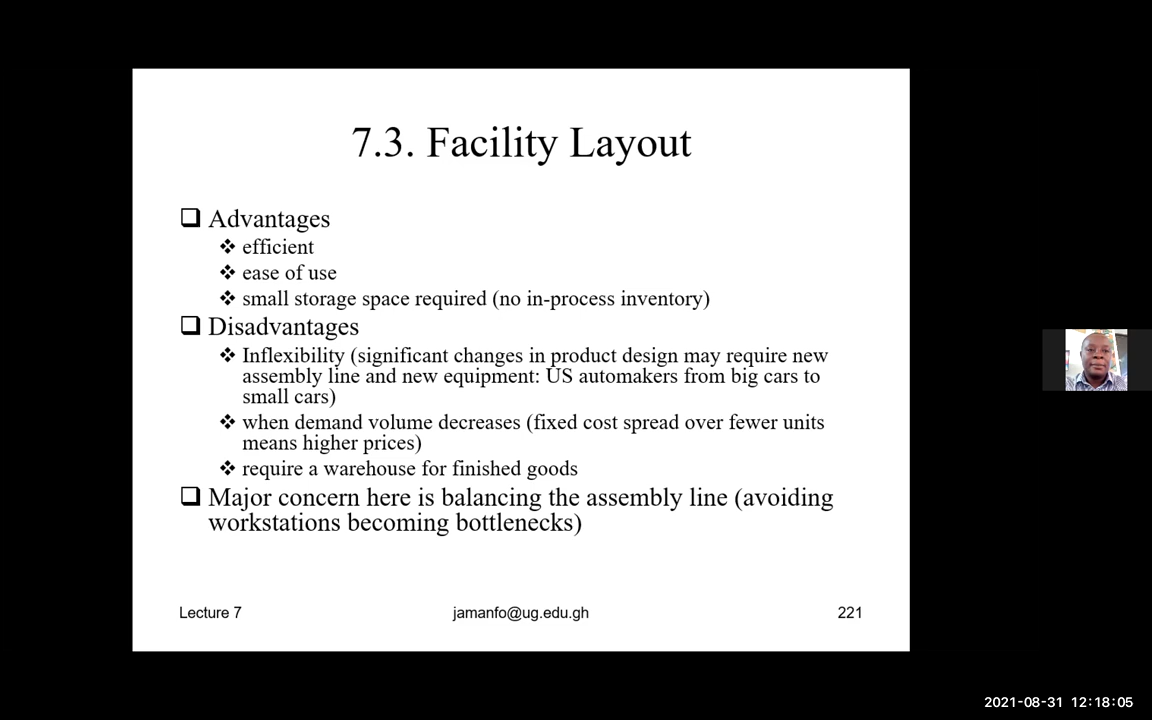 7.3. Facility Layout
Advantages
efficient
ease of use
small storage space required (no in-process inventory)
Disadvantages
Inflexibility (significant changes in product design may require new
assembly line and new equipment: US automakers from big cars to
small cars)
when demand volume decreases (fixed cost spread over fewer units
means higher prices)
require a warehouse for finished goods
Major concern here is balancing the assembly line (avoiding
workstations becoming bottlenecks)
Lecture 7
jamanfo@ug.edu.gh
221
2021-08-31 12:18:05